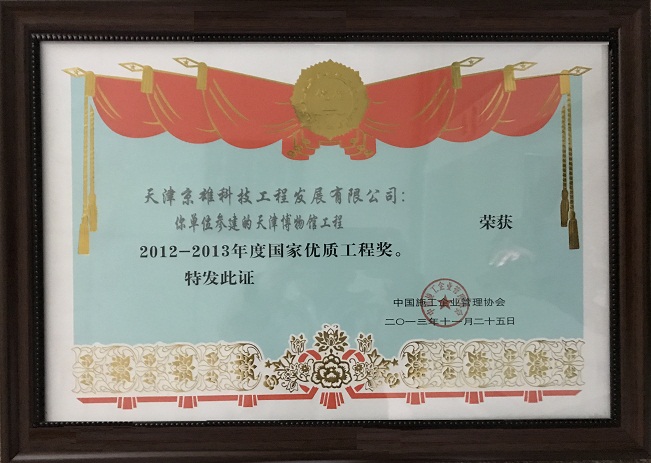 天津京雄科技工程发展有限公司：
你单位参建的天津博物馆工程 荣获
2012—2013年度国家优质工程奖。
特发此证
中国施工企业管理协会
二〇一三年十一月二十五日